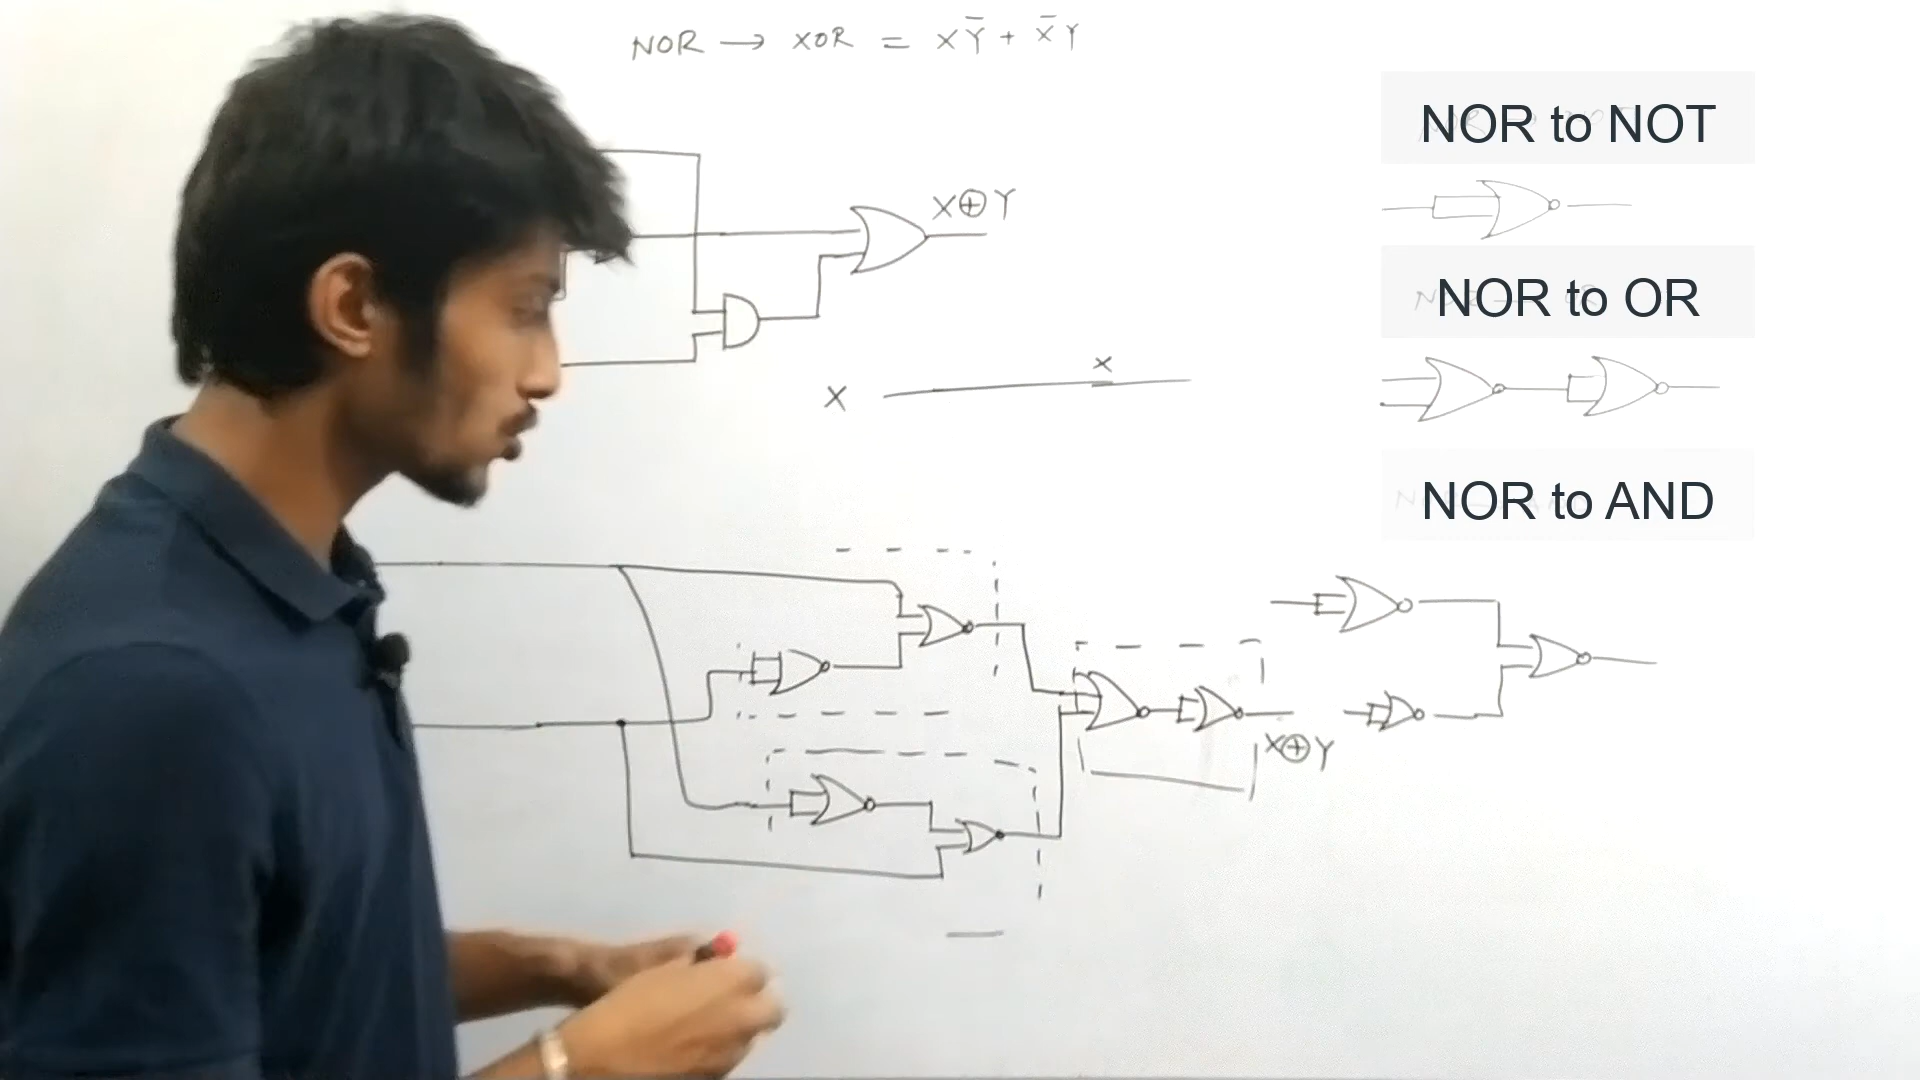 NOR → XOR = XȲ + X̄Y
X⊕Y
X
X
X⊕Y
NOR to NOT
NOR to OR
NOR to AND